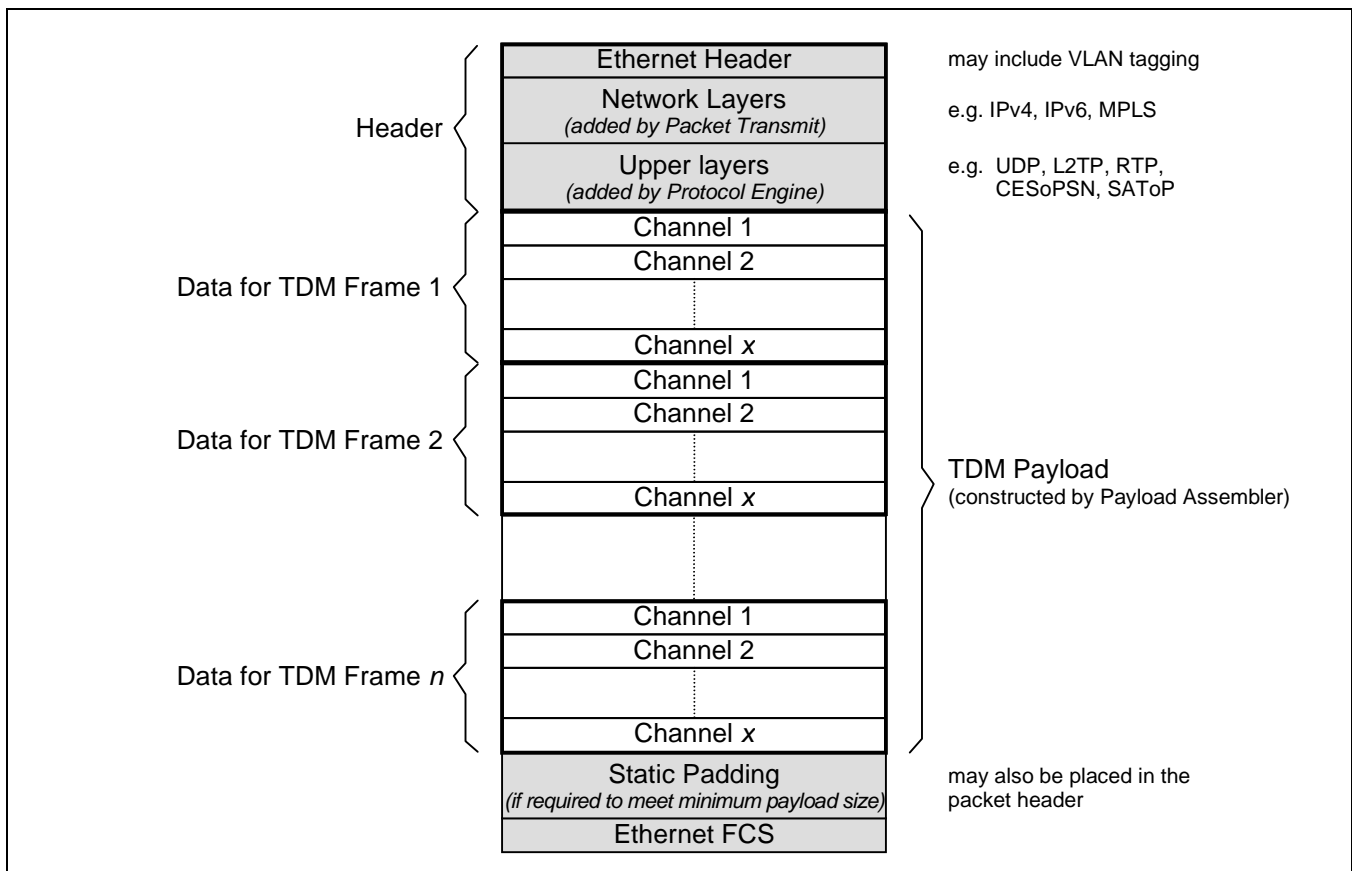 Ethernet Header
may include VLAN tagging
Header
Network Layers
(added by Packet Transmit)
e.g. IPv4, IPv6, MPLS
Upper layers
(added by Protocol Engine)
e.g. UDP, L2TP, RTP,
CESoPSN, SAToP
Data for TDM Frame 1
Channel 1
Channel 2
Channel x
Data for TDM Frame 2
Channel 1
Channel 2
Channel x
TDM Payload
(constructed by Payload Assembler)
Data for TDM Frame n
Channel 1
Channel 2
Channel x
Static Padding
(if required to meet minimum payload size)
may also be placed in the
packet header
Ethernet FCS